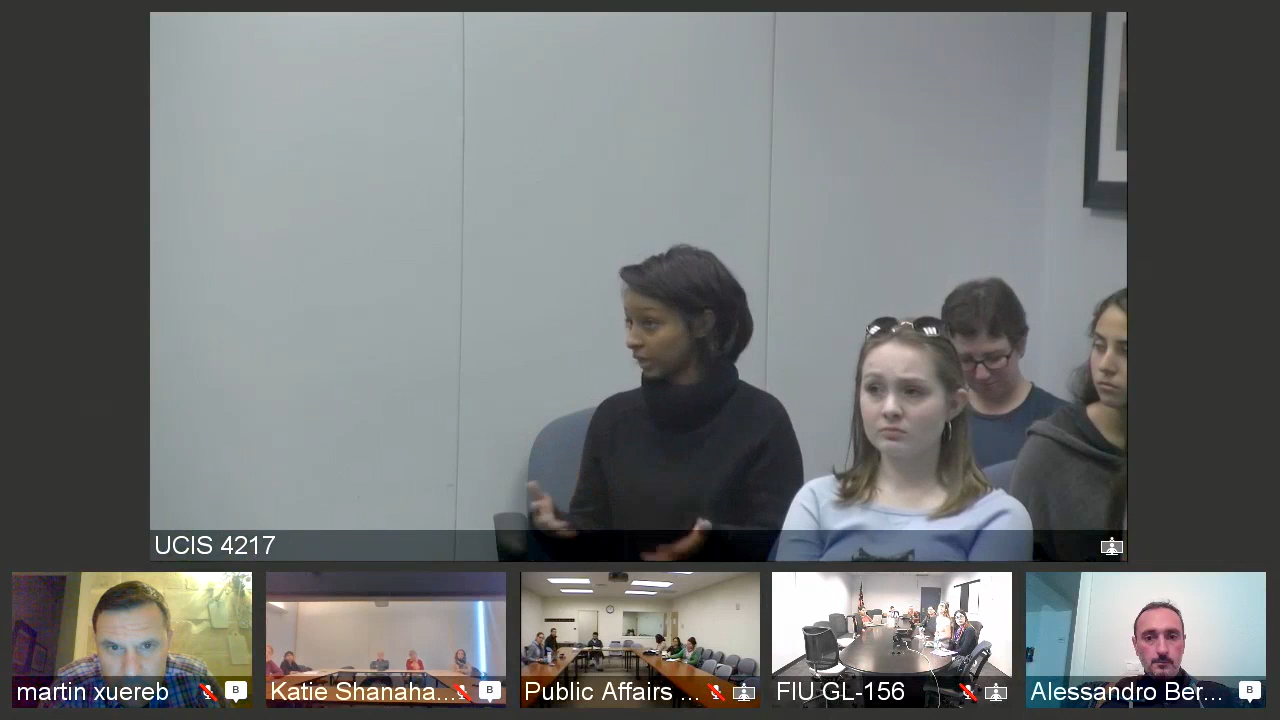 UCIS 4217
martin xuereb
B
Katie Shanaha...
B
Public Affairs ...
FIU GL-156
Alessandro Ber...
B